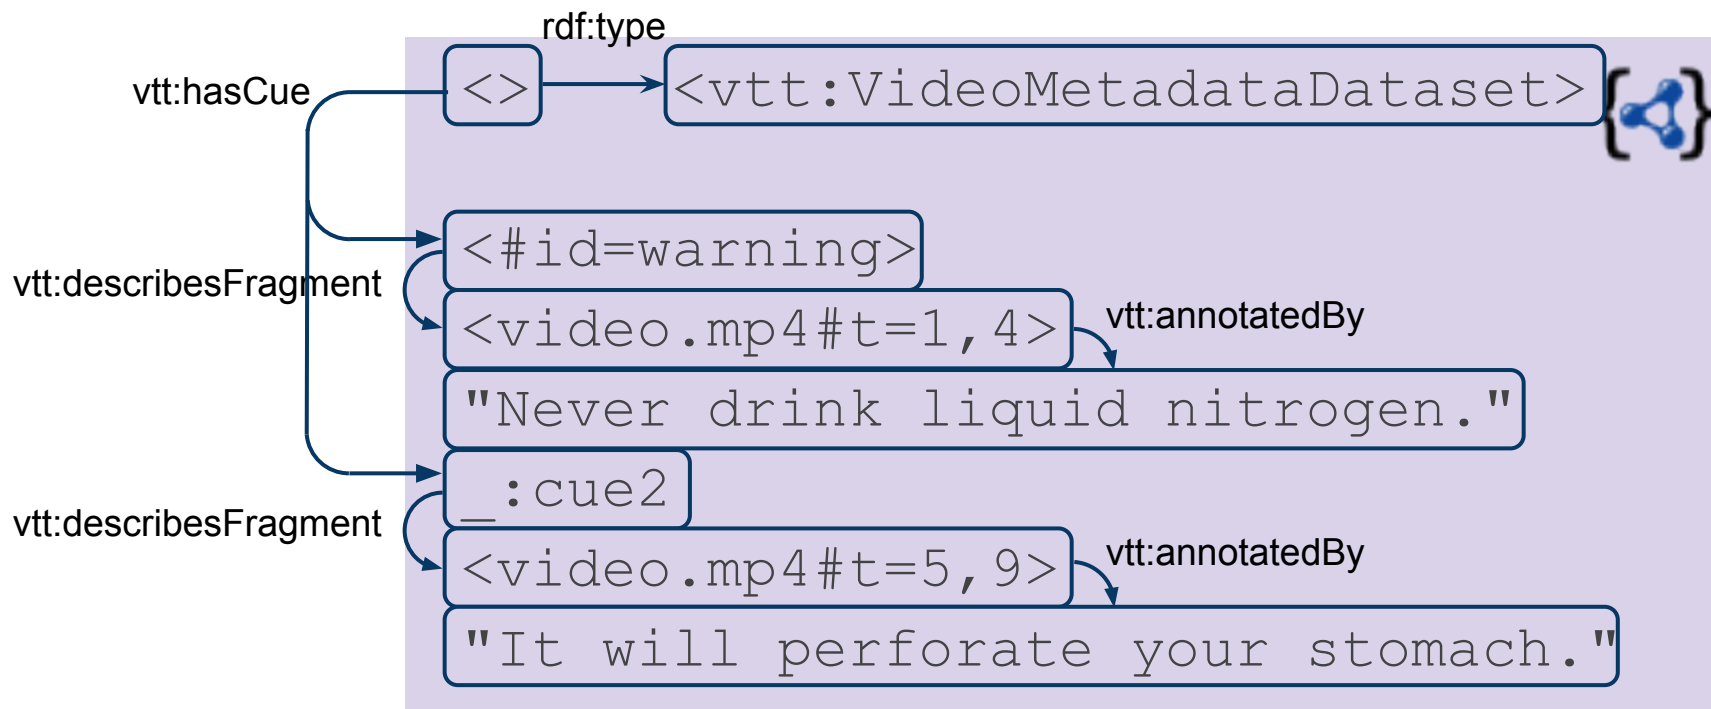 rdf:type
vtt:hasCue
<> <vtt:VideoMetadataDataset>
<#id=warning>
vtt:describesFragment
<video.mp4#t=1,4>
vtt:annotatedBy
"Never drink liquid nitrogen."
_:cue2
vtt:describesFragment
<video.mp4#t=5,9>
vtt:annotatedBy
"It will perforate your stomach."